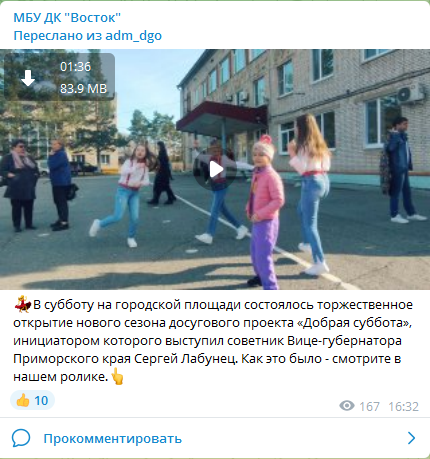 МБУ ДК "Восток"
Переслано из adm_dgo
01:36
83.9 MB
В субботу на городской площади состоялось торжественное
открытие нового сезона досугового проекта «Добрая суббота»,
инициатором которого выступил советник Вице-губернатора
Приморского края Сергей Лабунец. Как это было - смотрите в
нашем ролике.👆
👍 10
167 16:32
Прокомментировать